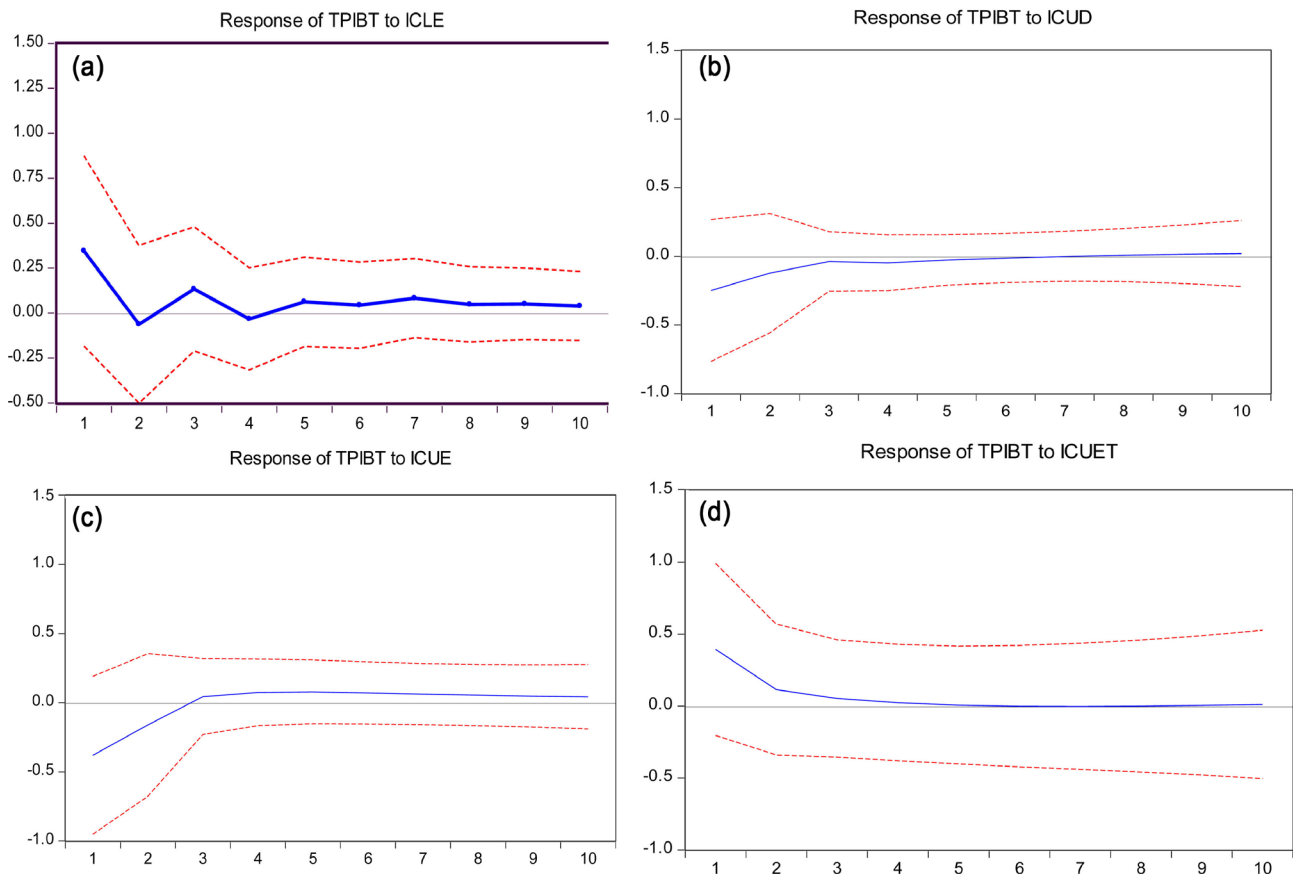 Response of TPIBT to ICLE
(a)
1.50
1.25
1.00
0.75
0.50
0.25
0.00
-0.25
-0.50
1 2 3 4 5 6 7 8 9 10
Response of TPIBT to ICUD
(b)
1.5
1.0
0.5
0.0
-0.5
-1.0
1 2 3 4 5 6 7 8 9 10
Response of TPIBT to ICUE
(c)
1.5
1.0
0.5
0.0
-0.5
-1.0
1 2 3 4 5 6 7 8 9 10
Response of TPIBT to ICUET
(d)
1.5
1.0
0.5
0.0
-0.5
-1.0
1 2 3 4 5 6 7 8 9 10